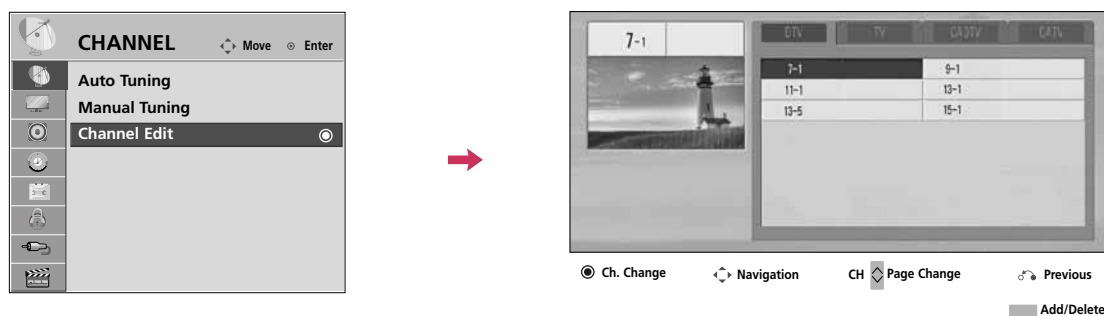 CHANNEL
Move
Enter
Auto Tuning
Manual Tuning
Channel Edit
7-1
DTV TV CADTV CATV
7-1 9-1
11-1 13-1
13-5 15-1
Ch. Change Navigation CH Page Change Previous
Add/Delete